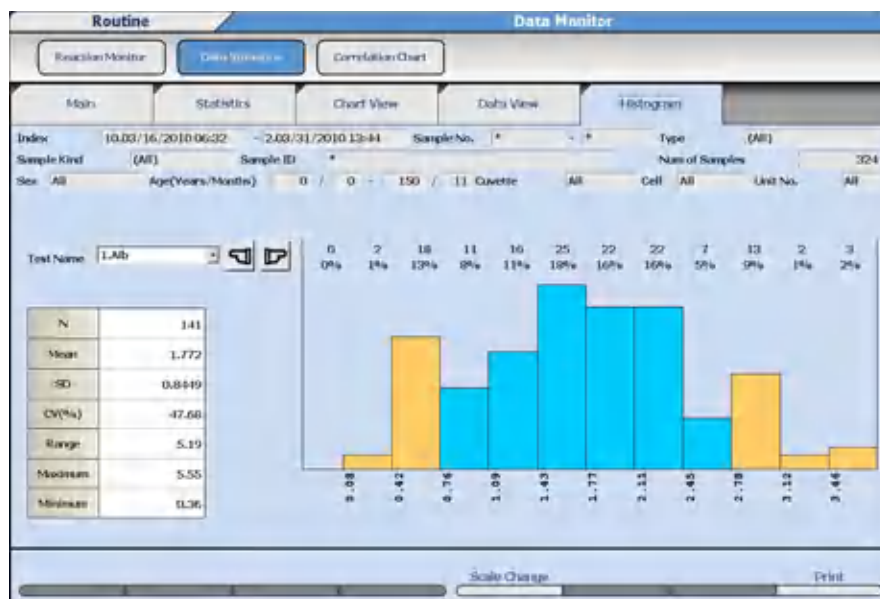 Routine
Data Monitor
Reaction Monitor
Data Statistics
Correlation Chart
Main
Statistics
Chart View
Data View
Histogram
Index 10.03/16/2010 06:32 - 2.03/31/2010 13:44 Sample No. * - * Type (All)
Sample Kind (All) Sample ID * Num of Samples 324
Sex All Age(Years/Months) 0 / 0 - 150 / 11 Cuvette All Cell All Unit No. All
Test Name 1.Alb
0 2 18 11 16 25 22 22 7 13 2 3
0% 1% 13% 8% 11% 18% 16% 16% 5% 9% 1% 2%
N 141
Mean 1.772
SD 0.8449
CV(%) 47.68
Range 5.19
Maximum 5.55
Minimum 0.36
0.08 0.42 0.76 1.09 1.43 1.77 2.11 2.45 2.78 3.12 3.46
Scale Change
Print